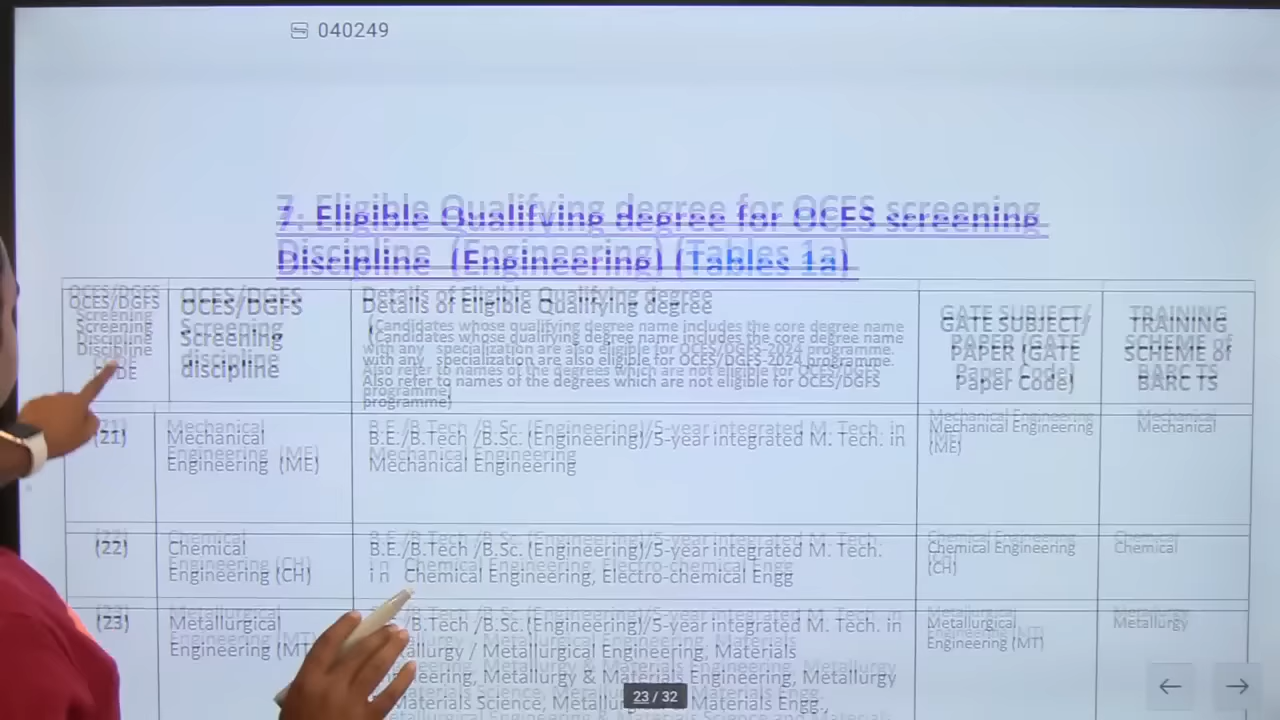 040249
7. Eligible Qualifying degree for OCES screening
Discipline (Engineering) (Tables 1a)
OCES/DGFS
Screening
Discipline
CODE
OCES/DGFS
Screening
discipline
Details of Eligible Qualifying degree
(Candidates whose qualifying degree name includes the core degree name
with any specialization are also eligible for OCES/DGFS 2024 programme.
Also refer to names of the degrees which are not eligible for OCES/DGFS
programme)
GATE SUBJECT/
PAPER (GATE
Paper Code)
TRAINING
SCHEME of
BARC TS
(21)
Mechanical
Engineering (ME)
B.E./B.Tech /B.Sc. (Engineering)/5-year integrated M. Tech. in
Mechanical Engineering
Mechanical Engineering
(ME)
Mechanical
(22)
Chemical
Engineering (CH)
B.E./B.Tech /B.Sc. (Engineering)/5-year integrated M. Tech.
in Chemical Engineering, Electro-chemical Engg
Chemical Engineering
(CH)
Chemical
(23)
Metallurgical
Engineering (MT
B.Tech /B.Sc. (Engineering)/5-year integrated M. Tech. in
/ Metallurgical Engineering, Materials
Metallurgy & Materials Engineering, Metallurgy
Materials Science, Materials Engg.,
Metallurgical
Engineering (MT)
Metallurgy
23 / 32